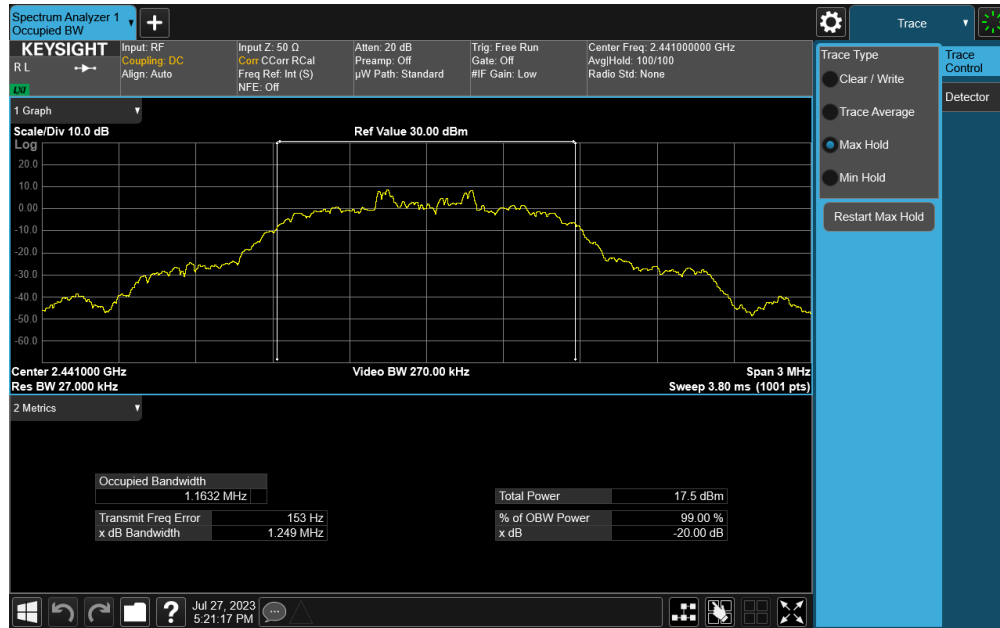 Spectrum Analyzer 1
Occupied BW
Trace
KEYSIGHT
R L
LXI
Input: RF
Coupling: DC
Align: Auto
Input Z: 50 Ω
Corr CCorr RCal
Freq Ref: Int (S)
NFE: Off
Atten: 20 dB
Preamp: Off
µW Path: Standard
Trig: Free Run
Gate: Off
#IF Gain: Low
Center Freq: 2.441000000 GHz
Avg|Hold: 100/100
Radio Std: None
Trace Type
Clear / Write
Trace Average
Max Hold
Min Hold
Restart Max Hold
Trace
Control
Detector
1 Graph
Scale/Div 10.0 dB
Ref Value 30.00 dBm
Log
20.0
10.0
0.00
-10.0
-20.0
-30.0
-40.0
-50.0
-60.0
Center 2.441000 GHz
Video BW 270.00 kHz
Span 3 MHz
Res BW 27.000 kHz
Sweep 3.80 ms (1001 pts)
2 Metrics
Occupied Bandwidth
1.1632 MHz
Total Power 17.5 dBm
Transmit Freq Error 153 Hz
% of OBW Power 99.00 %
x dB Bandwidth 1.249 MHz
x dB -20.00 dB
Jul 27, 2023
5:21:17 PM